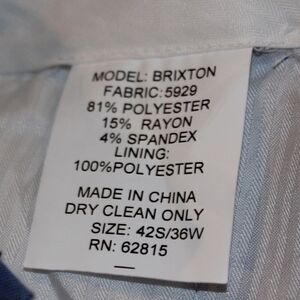 MODEL: BRIXTON
FABRIC:5929
81% POLYESTER
15% RAYON
4% SPANDEX
LINING:
100%POLYESTER
MADE IN CHINA
DRY CLEAN ONLY
SIZE: 42S/36W
RN: 62815